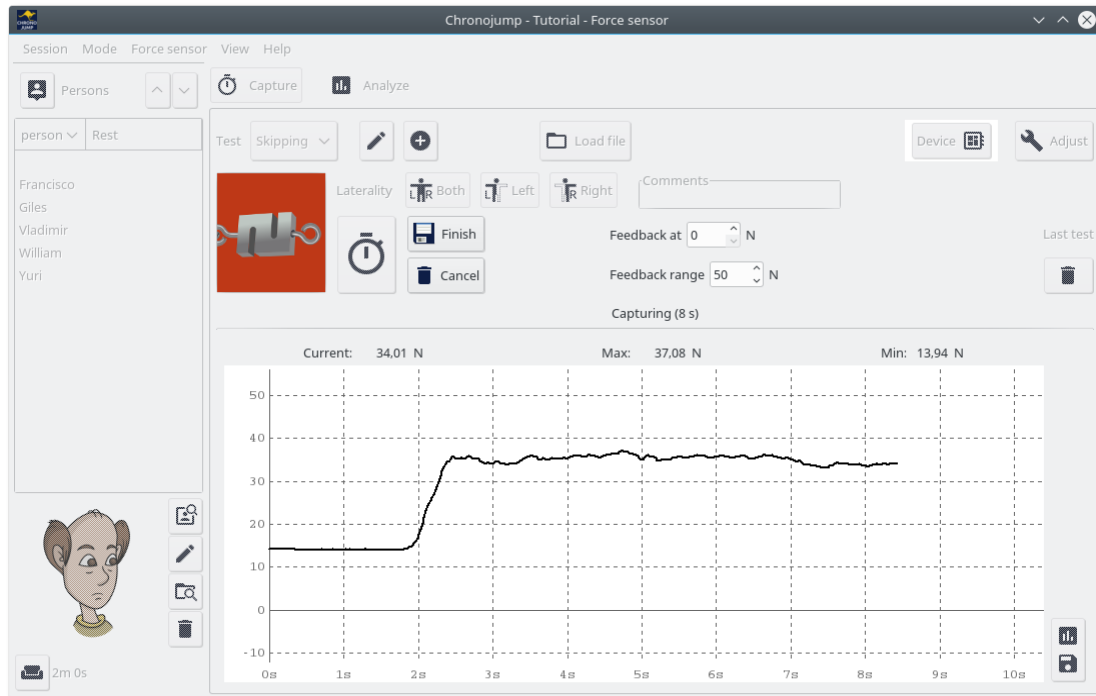 Chronojump - Tutorial - Force sensor
CHRONO
JUMP
Session Mode Force sensor View Help
Persons
Capture Analyze
person Rest
Test Skipping Load file Device Adjust
Francisco
Giles
Vladimir
William
Yuri
Laterality L R Both L Left R Right Comments
Finish Feedback at 0 N Last test
Cancel Feedback range 50 N
Capturing (8 s)
Current: 34,01 N Max: 37,08 N Min: 13,94 N
50
40
30
20
10
0
-10
0s 1s 2s 3s 4s 5s 6s 7s 8s 9s 10s
2m 0s